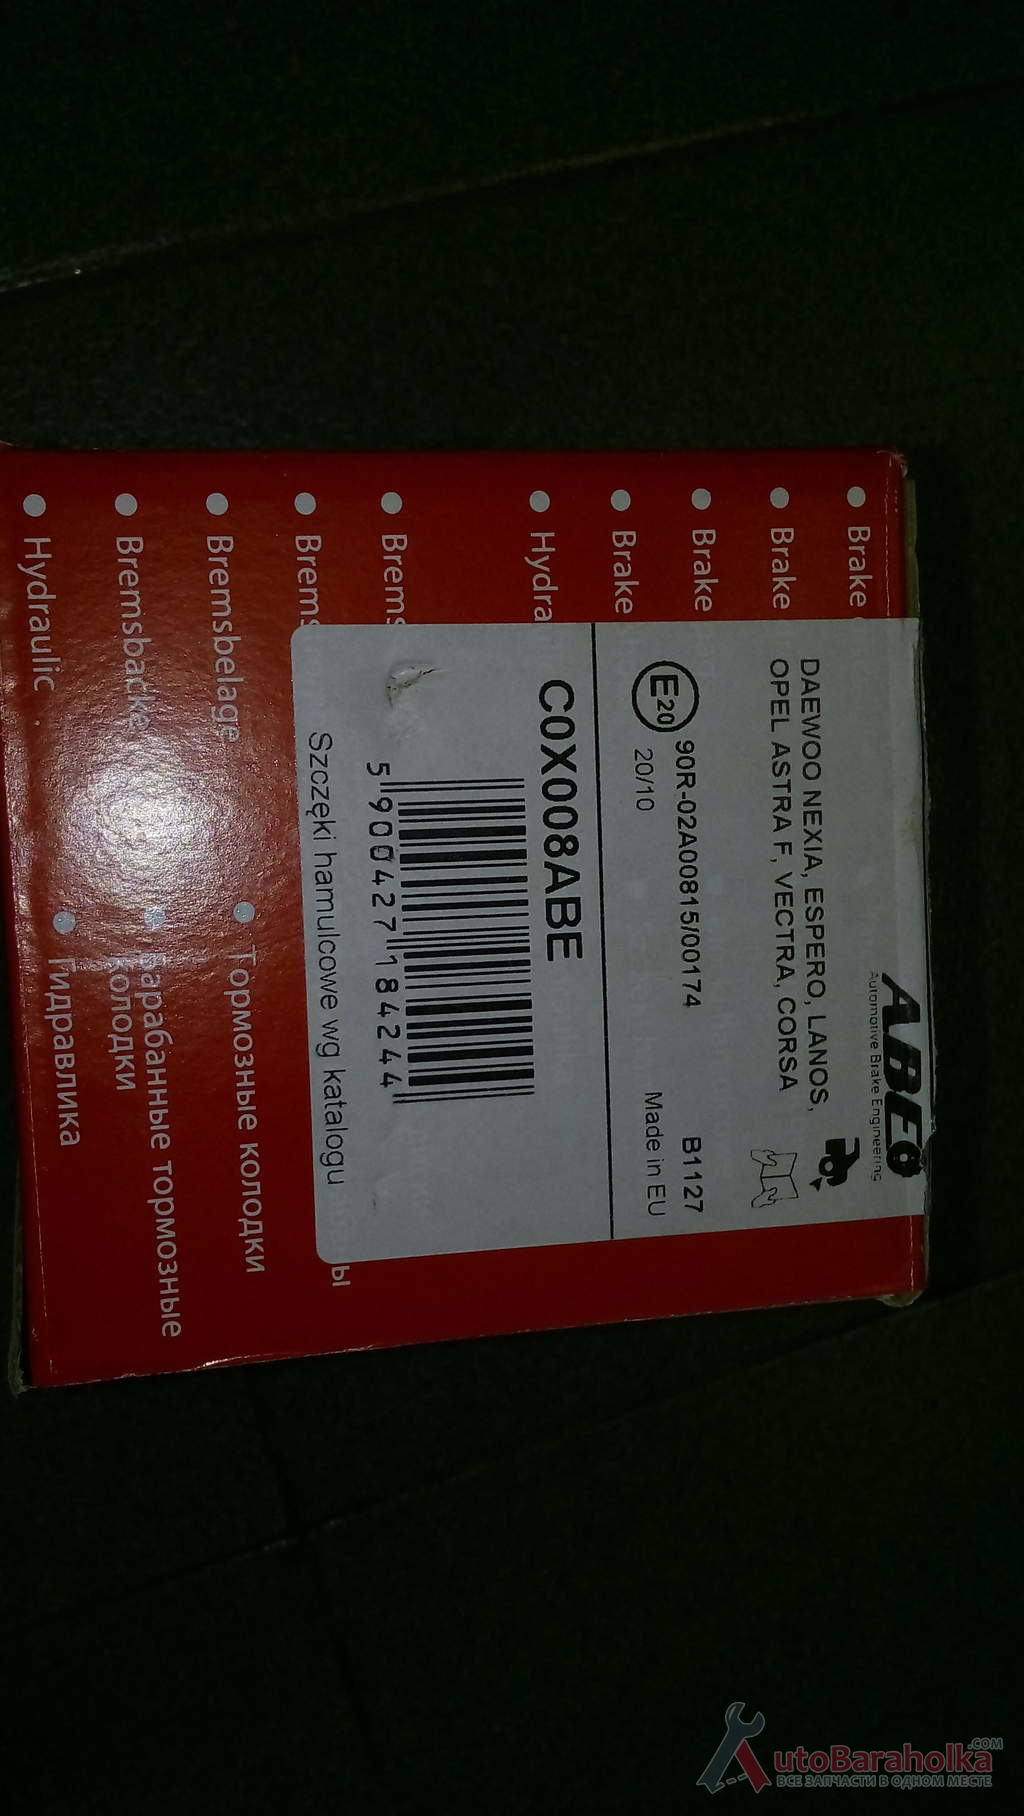 ABE
Automotive Brake Engineering
DAEWOO NEXIA, ESPERO, LANOS,
OPEL ASTRA F, VECTRA, CORSA
E20
90R-02A00815/00174
B1127
20/10
Made in EU
C0X008ABE
5 900427 184244
Szczęki hamulcowe wg katalogu
Brake
Brake
Brake
Brake
Hydra
Brems
Brems
ы
Bremsbelage
Тормозные колодки
Bremsbacke
Барабанные тормозные
колодки
Hydraulic
Гидравлика
AutoBaraholka.COM
ВСЕ ЗАПЧАСТИ В ОДНОМ МЕСТЕ